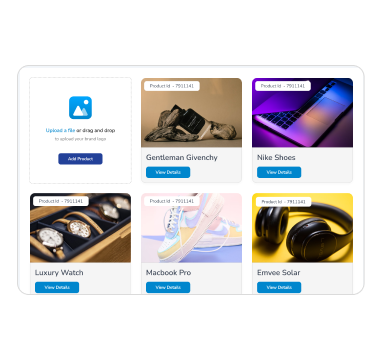 Upload a file or drag and drop
to upload your brand logo
Add Product
Product Id - 7911141
Gentleman Givenchy
View Details
Product Id - 7911141
Nike Shoes
View Details
Product Id - 7911141
Luxury Watch
View Details
Product Id - 7911141
Macbook Pro
View Details
Product Id - 7911141
Emvee Solar
View Details